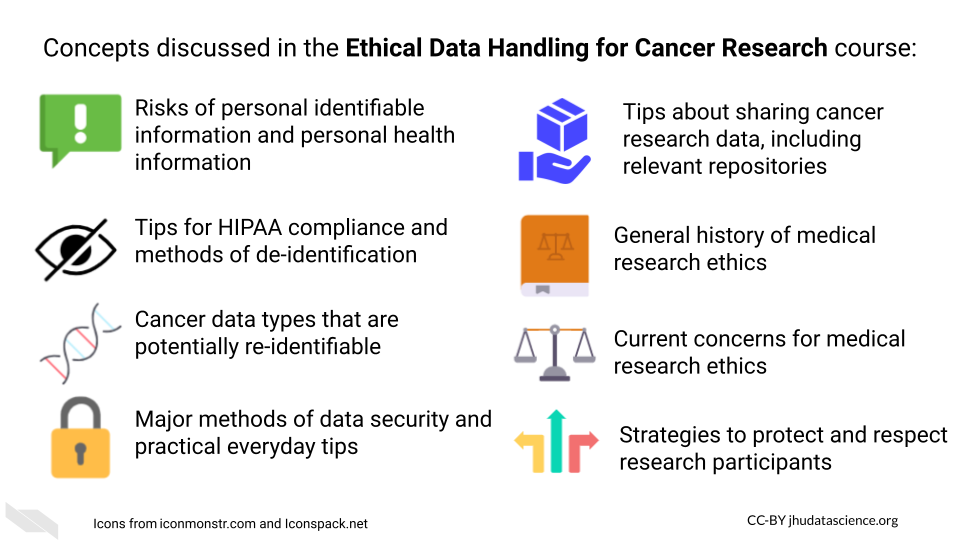 Concepts discussed in the Ethical Data Handling for Cancer Research course:
Risks of personal identifiable
information and personal health
information
Tips for HIPAA compliance and
methods of de-identification
Cancer data types that are
potentially re-identifiable
Major methods of data security and
practical everyday tips
Tips about sharing cancer
research data, including
relevant repositories
General history of medical
research ethics
Current concerns for medical
research ethics
Strategies to protect and respect
research participants
Icons from iconmonstr.com and Iconspack.net
CC-BY jhudatascience.org